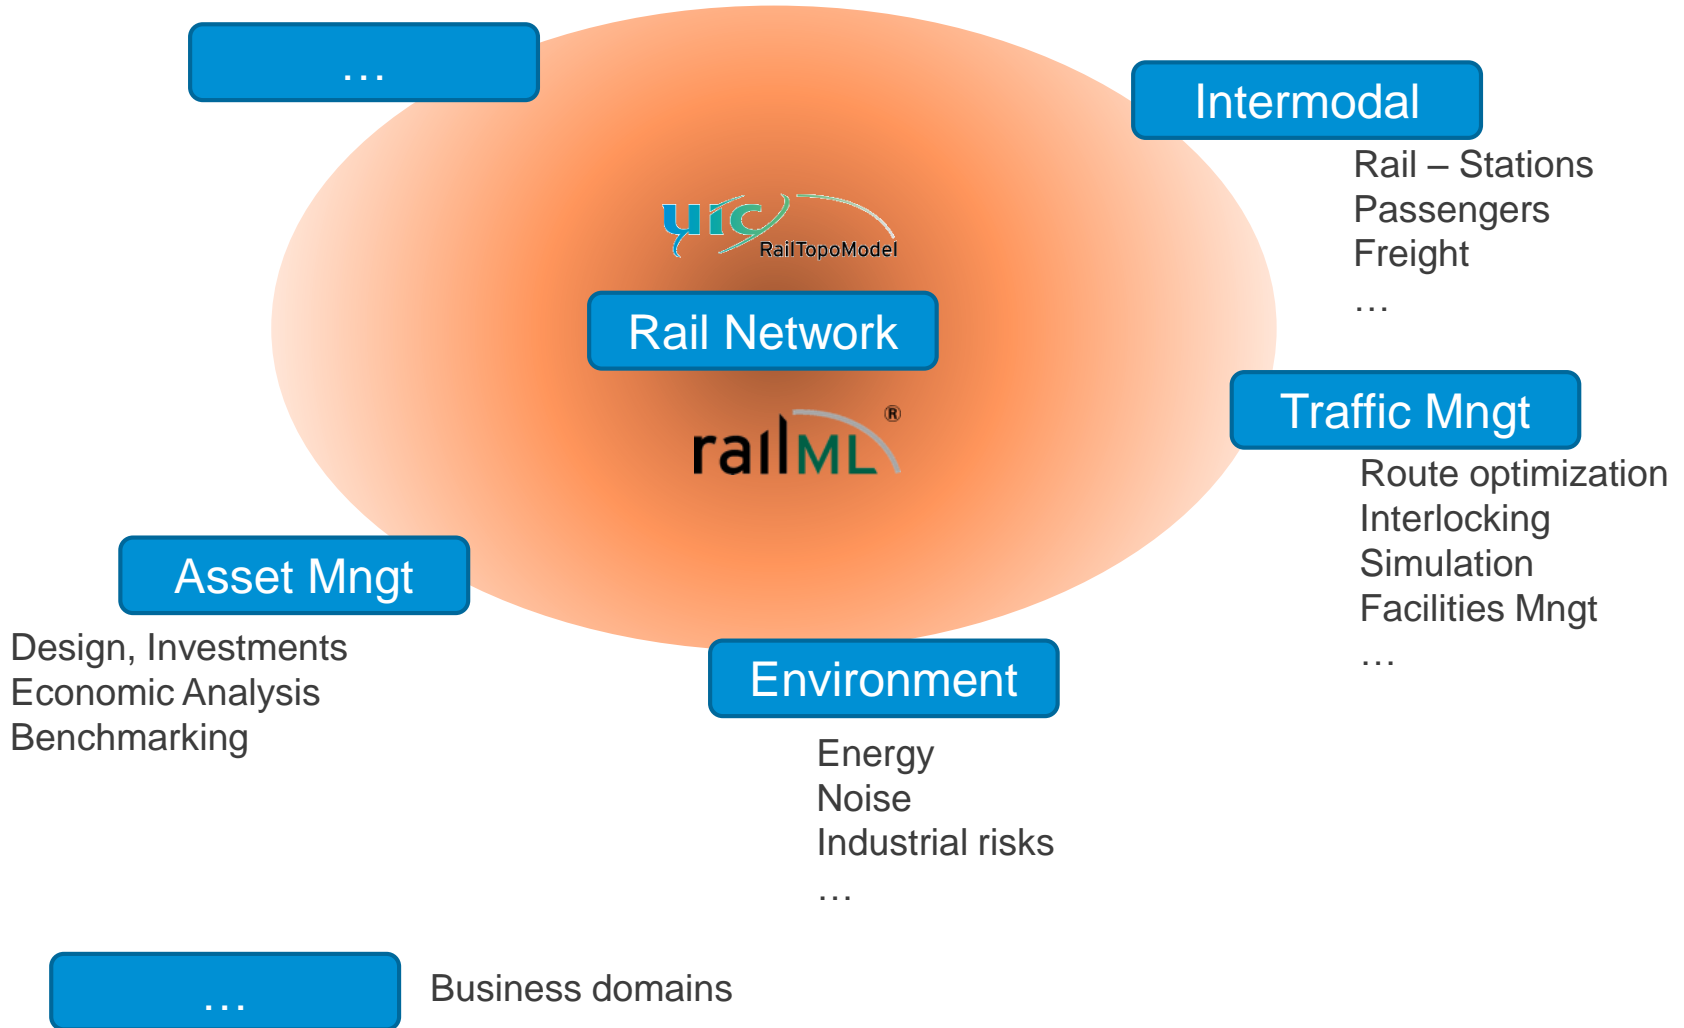 …
Intermodal
Rail – Stations
Passengers
Freight
…
uic
RailTopoModel
Rail Network
railML®
Traffic Mngt
Route optimization
Interlocking
Simulation
Facilities Mngt
…
Asset Mngt
Design, Investments
Economic Analysis
Benchmarking
Environment
Energy
Noise
Industrial risks
…
…
Business domains